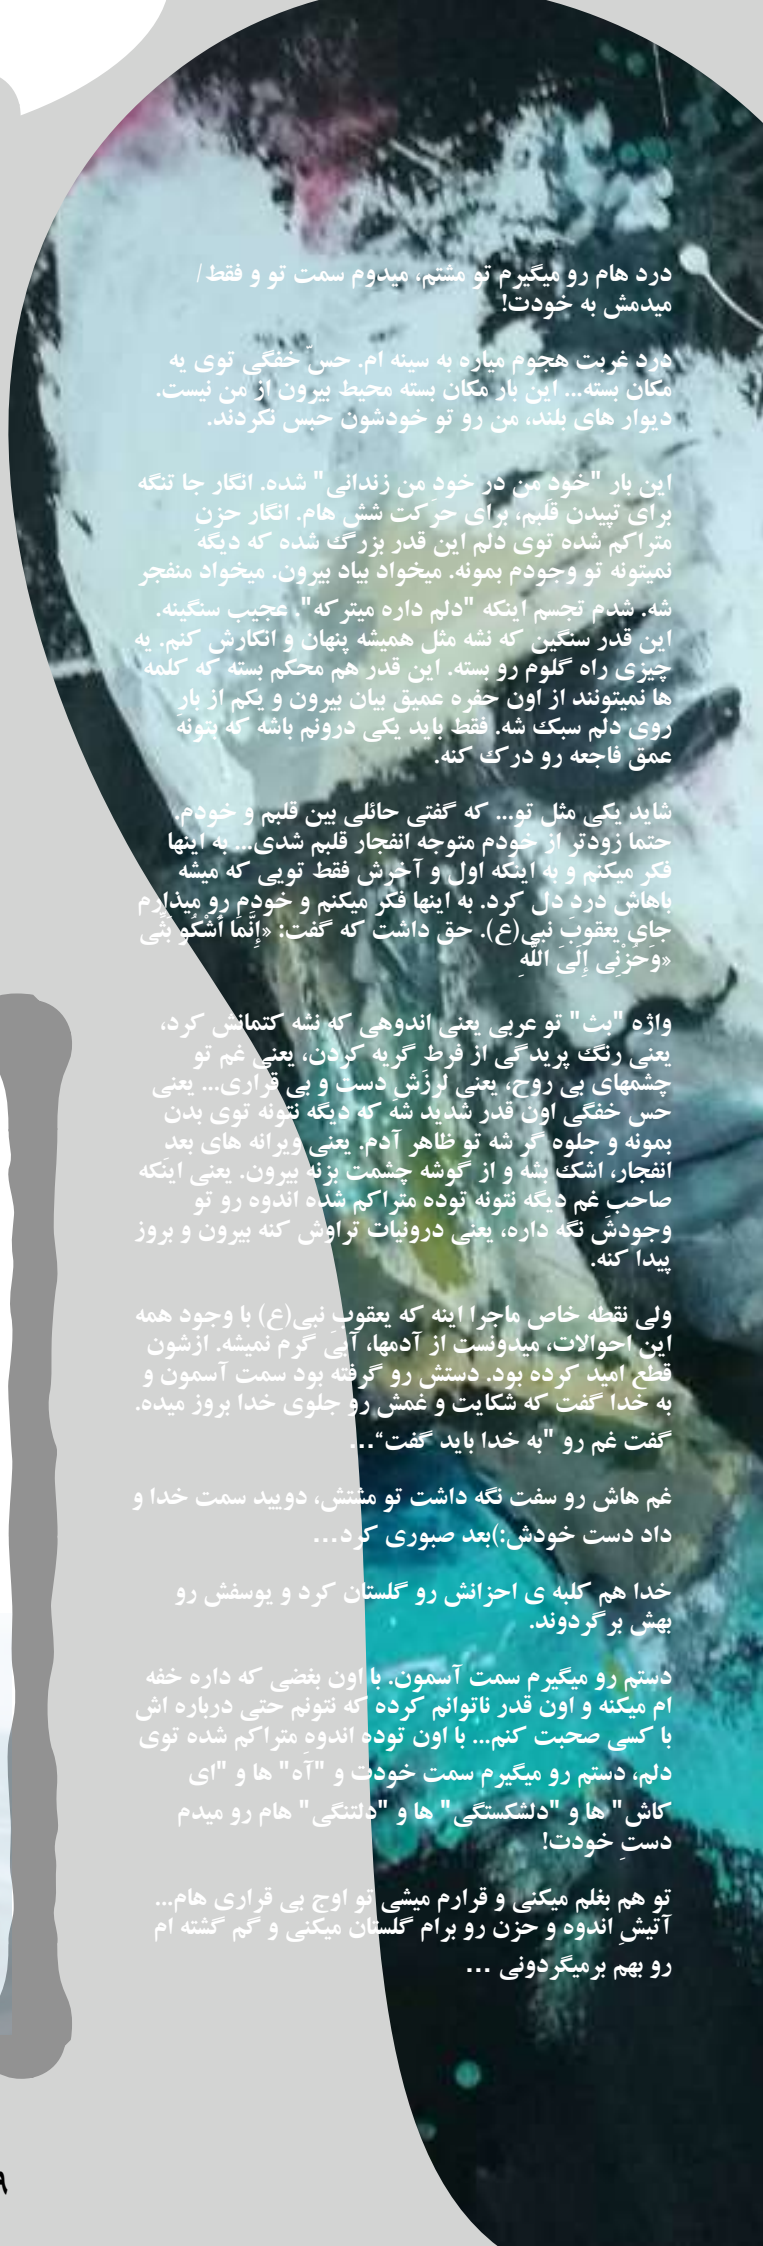 درد هام رو میگیرم تو مشتم، میدوم سمت تو و فقط/
میدمش به خودت!
درد غربت هجوم میاره به سینه ام. حسّ خفگی توی یه
مکان بسته... این بار مکان بسته محیط بیرون از من نیست.
دیوار های بلند، من رو تو خودشون حبس نکردند.
این بار "خودِ من در خودِ من زندانی" شده. انگار جا تنگه
برای تپیدن قلبم، برای حرکت شش هام. انگار حزنِ
متراکم شده توی دلم این قدر بزرگ شده که دیگه
نمیتونه تو وجودم بمونه. میخواد بیاد بیرون. میخواد منفجر
شه. شدم تجسم اینکه "دلم داره میترکه". عجیب سنگینه.
این قدر سنگین که نشه مثل همیشه پنهان و انکارش کنم. یه
چیزی راه گلوم رو بسته. این قدر هم محکم بسته که کلمه
ها نمیتونند از اون حفره عمیق بیان بیرون و یکم از بارِ
روی دلم سبک شه. فقط باید یکی درونم باشه که بتونه
عمق فاجعه رو درک کنه.
شاید یکی مثل تو... که گفتی حائلی بین قلبم و خودم.
حتما زودتر از خودم متوجه انفجار قلبم شدی... به اینها
فکر میکنم و به اینکه اول و آخرش فقط تویی که میشه
باهاش درد دل کرد. به اینها فکر میکنم و خودم رو میذارم
جای یعقوب نبی(ع). حق داشت که گفت: «إِنَّمَا أَشْكُو بَثِّی
«وَحُزْنِی إِلَى اللَّهِ
واژه "بث" تو عربی یعنی اندوهی که نشه کتمانش کرد،
یعنی رنگ پریدگی از فرط گریه کردن، یعنی غم تو
چشمهای بی روح، یعنی لرزش دست و بی قراری... یعنی
حس خفگی اون قدر شدید شه که دیگه نتونه توی بدن
بمونه و جلوه گر شه تو ظاهر آدم. یعنی ویرانه های بعد
انفجار، اشک بشه و از گوشه چشمت بزنه بیرون. یعنی اینکه
صاحبِ غم دیگه نتونه توده متراکم شده اندوه رو تو
وجودش نگه داره، یعنی درونیات تراوش کنه بیرون و بروز
پیدا کنه.
ولی نقطه خاص ماجرا اینه که یعقوب نبی(ع) با وجود همه
این احوالات، میدونست از آدمها، آبی گرم نمیشه. ازشون
قطع امید کرده بود. دستش رو گرفته بود سمت آسمون و
به خدا گفت که شکایت و غمش رو جلوی خدا بروز میده.
گفت غم رو "به خدا باید گفت“...
غم هاش رو سفت نگه داشت تو مشتش، دویید سمت خدا و
داد دست خودش:)بعد صبوری کرد...
خدا هم کلبه ی احزانش رو گلستان کرد و یوسفش رو
بهش برگردوند.
دستم رو میگیرم سمت آسمون. با اون بغضی که داره خفه
ام میکنه و اون قدر ناتوانم کرده که نتونم حتی درباره اش
با کسی صحبت کنم... با اون توده اندوهِ متراکم شده توی
دلم، دستم رو میگیرم سمت خودت و "آه" ها و "ای
کاش" ها و "دلشکستگی" ها و "دلتنگی" هام رو میدم
دستِ خودت!
تو هم بغلم میکنی و قرارم میشی تو اوج بی قراری هام...
آتیشِ اندوه و حزن رو برام گلستان میکنی و گم گشته ام
رو بهم برمیگردونی ...